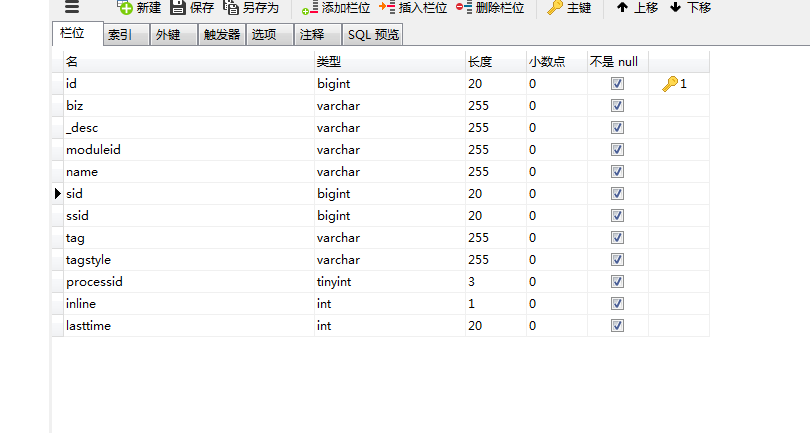 新建 保存 另存为 添加栏位 插入栏位 删除栏位 主键 上移 下移
栏位 索引 外键 触发器 选项 注释 SQL 预览
名 类型 长度 小数点 不是 null
id bigint 20 0 1
biz varchar 255 0
_desc varchar 255 0
moduleid varchar 255 0
name varchar 255 0
sid bigint 20 0
ssid bigint 20 0
tag varchar 255 0
tagstyle varchar 255 0
processid tinyint 3 0
inline int 1 0
lasttime int 20 0